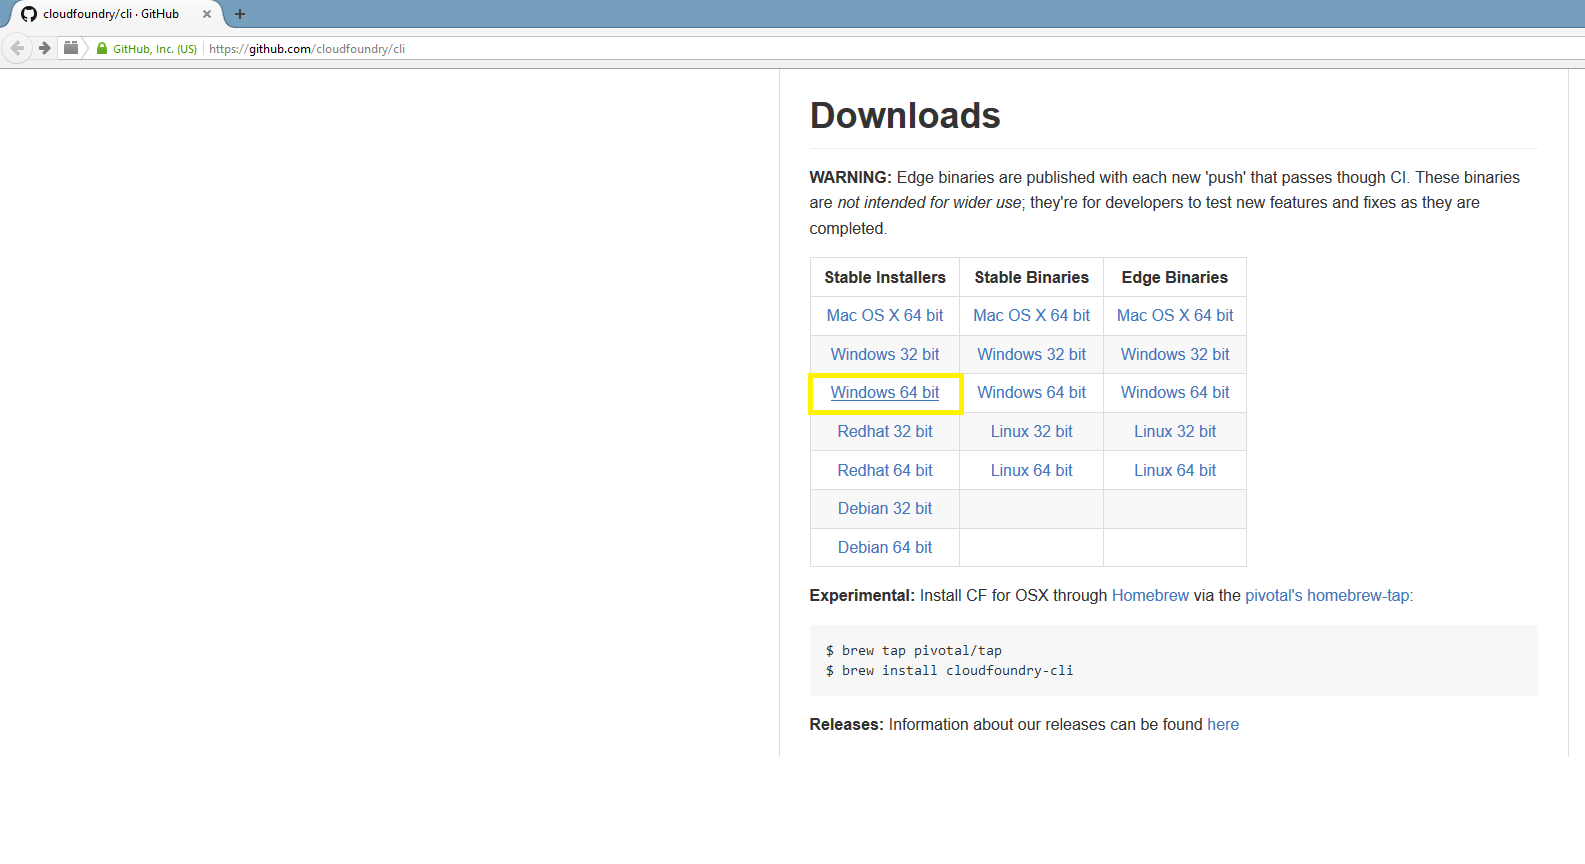 cloudfoundry/cli · GitHub
GitHub, Inc. (US) https://github.com/cloudfoundry/cli
Downloads
WARNING: Edge binaries are published with each new 'push' that passes though CI. These binaries
are not intended for wider use; they're for developers to test new features and fixes as they are
completed.
Stable Installers Stable Binaries Edge Binaries
Mac OS X 64 bit Mac OS X 64 bit Mac OS X 64 bit
Windows 32 bit Windows 32 bit Windows 32 bit
Windows 64 bit Windows 64 bit Windows 64 bit
Redhat 32 bit Linux 32 bit Linux 32 bit
Redhat 64 bit Linux 64 bit Linux 64 bit
Debian 32 bit
Debian 64 bit
Experimental: Install CF for OSX through Homebrew via the pivotal's homebrew-tap:
$ brew tap pivotal/tap
$ brew install cloudfoundry-cli
Releases: Information about our releases can be found here